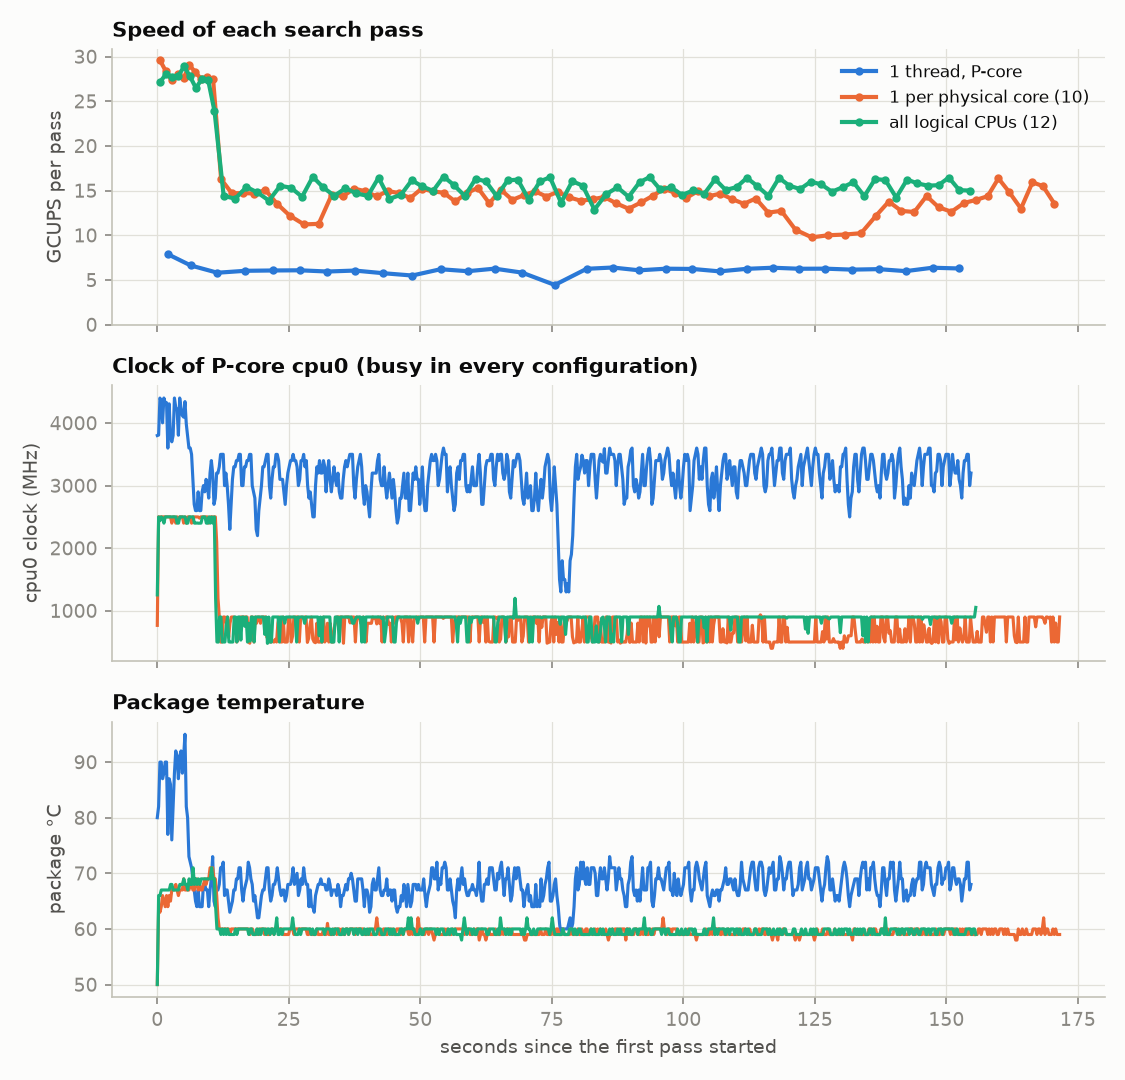 Speed of each search pass
30
25
20
15
10
5
0
GCUPS per pass
1 thread, P-core
1 per physical core (10)
all logical CPUs (12)
Clock of P-core cpu0 (busy in every configuration)
4000
3000
2000
1000
cpu0 clock (MHz)
Package temperature
90
80
70
60
50
package °C
0 25 50 75 100 125 150 175
seconds since the first pass started